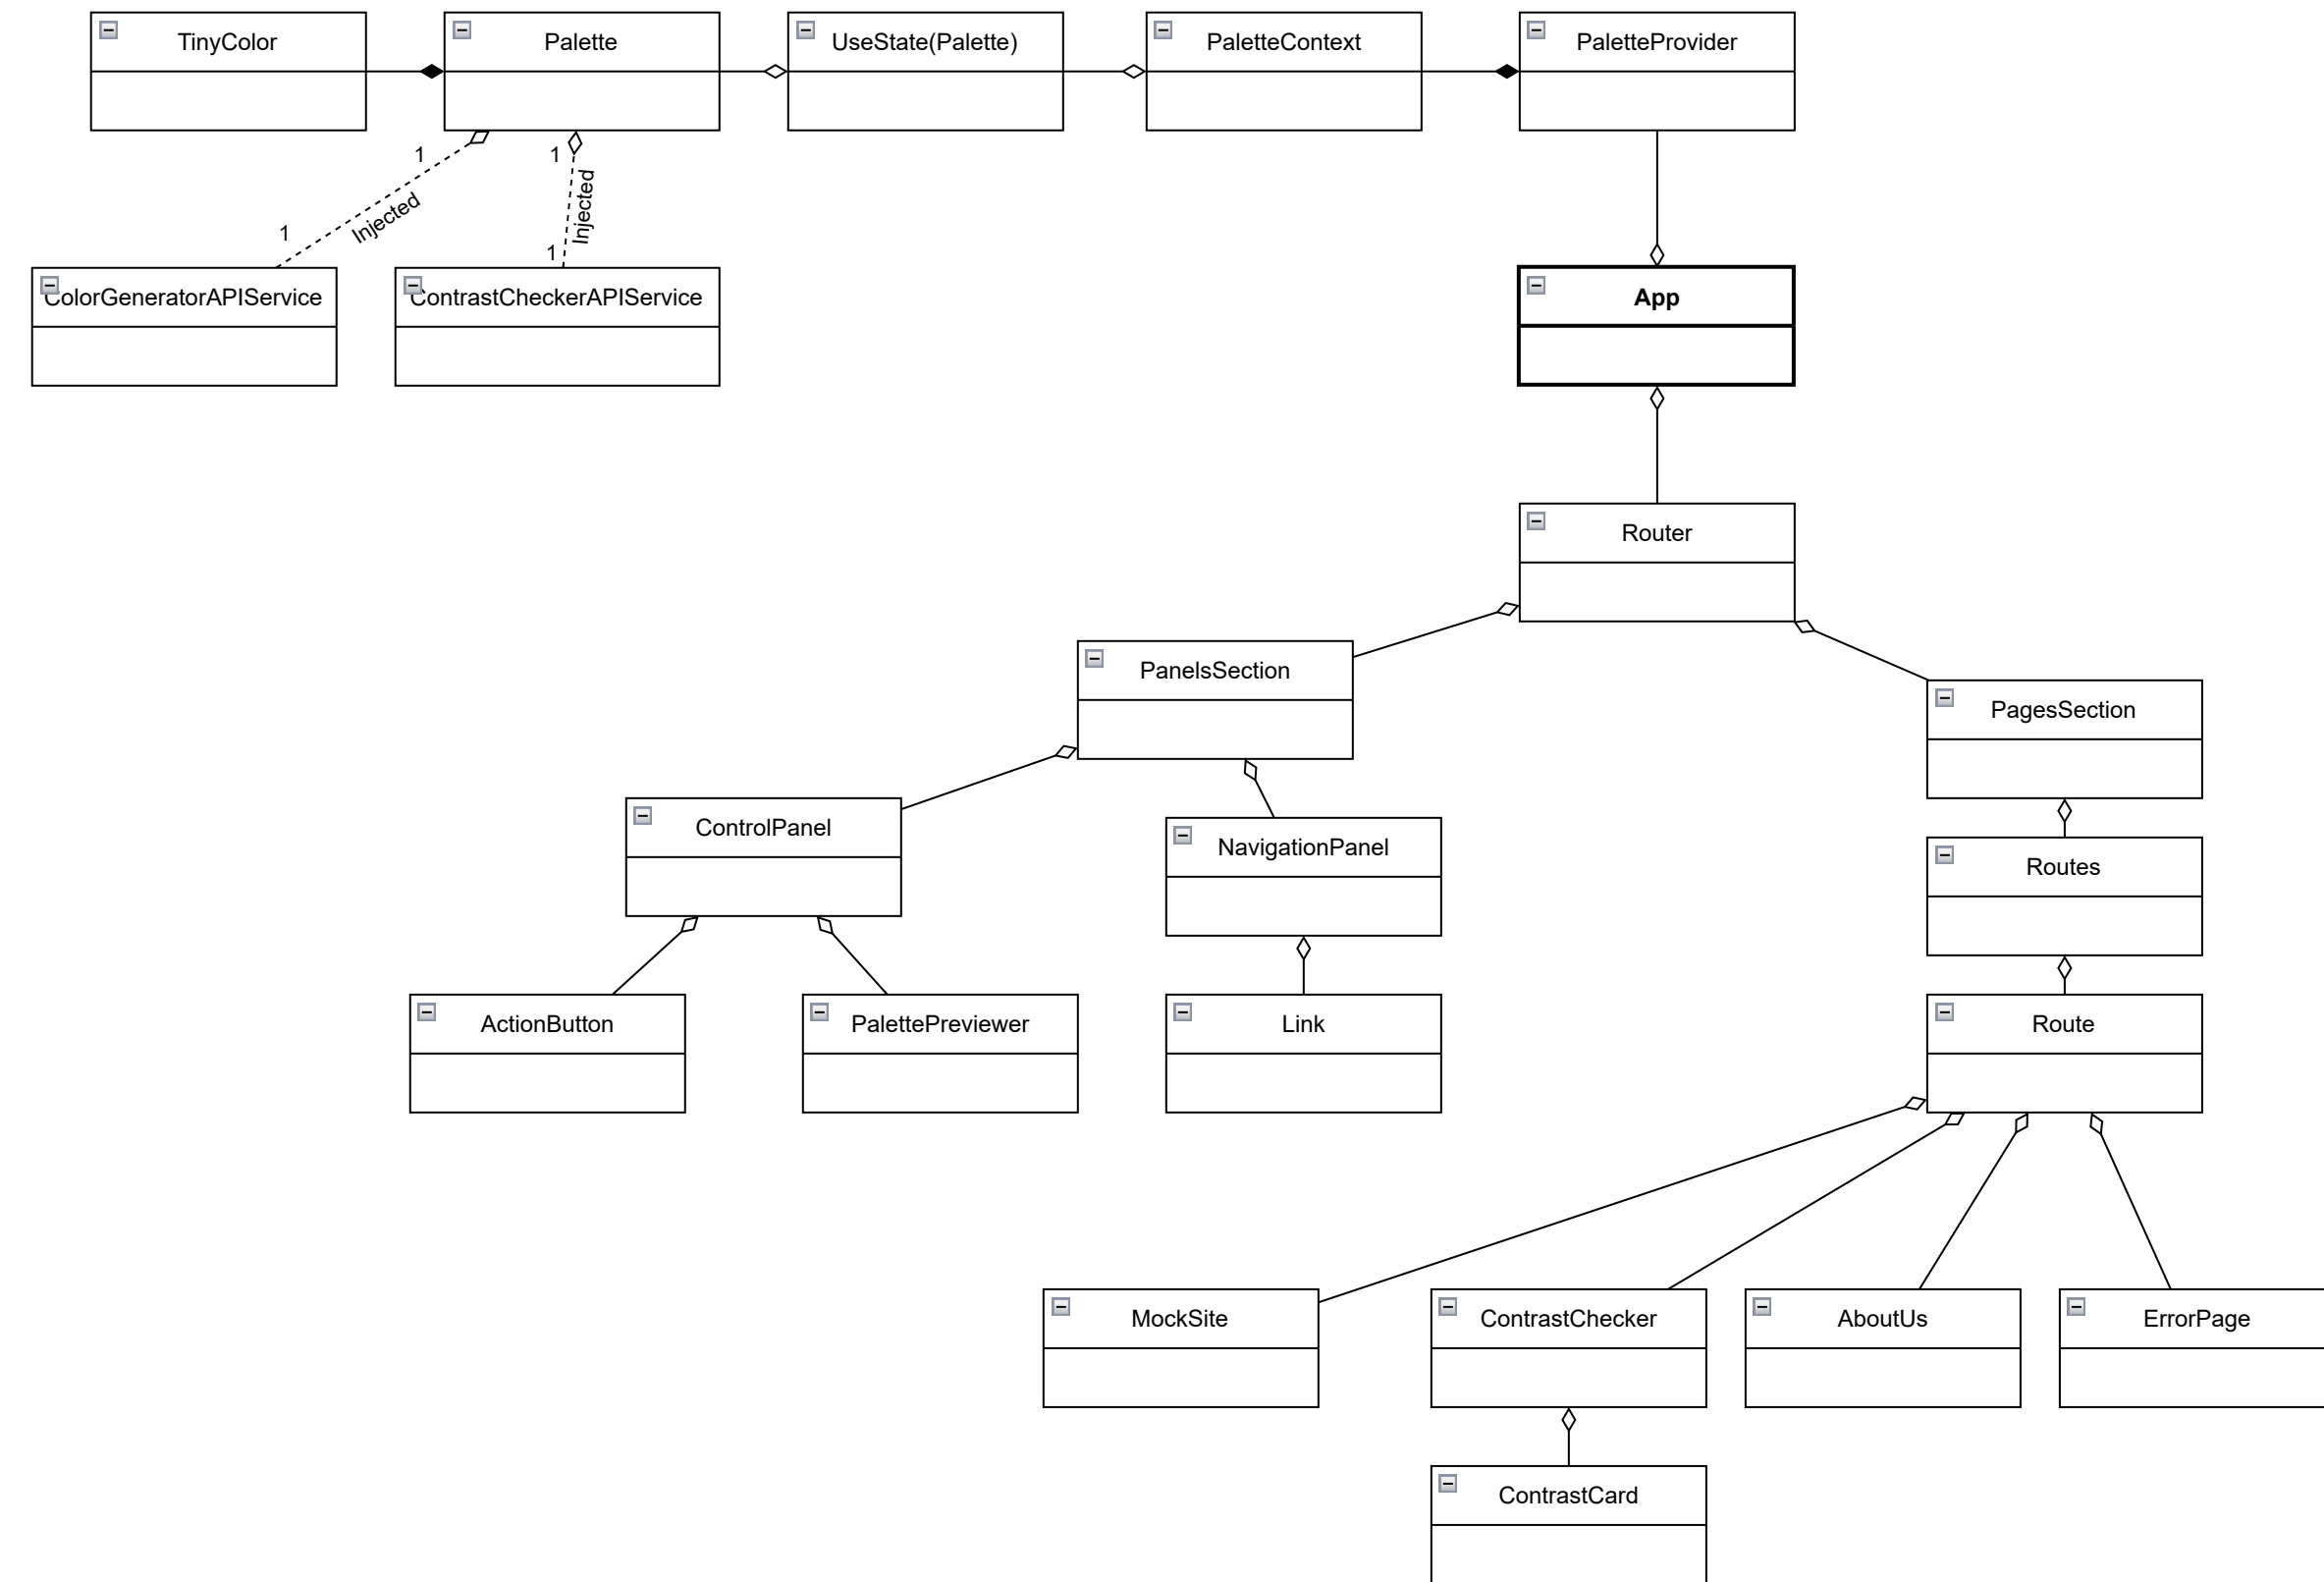 TinyColor
Palette
UseState(Palette)
PaletteContext
PaletteProvider
1
1
Injected
Injected
1
1
ColorGeneratorAPIService
ContrastCheckerAPIService
App
Router
PanelsSection
PagesSection
ControlPanel
NavigationPanel
Routes
ActionButton
PalettePreviewer
Link
Route
MockSite
ContrastChecker
AboutUs
ErrorPage
ContrastCard